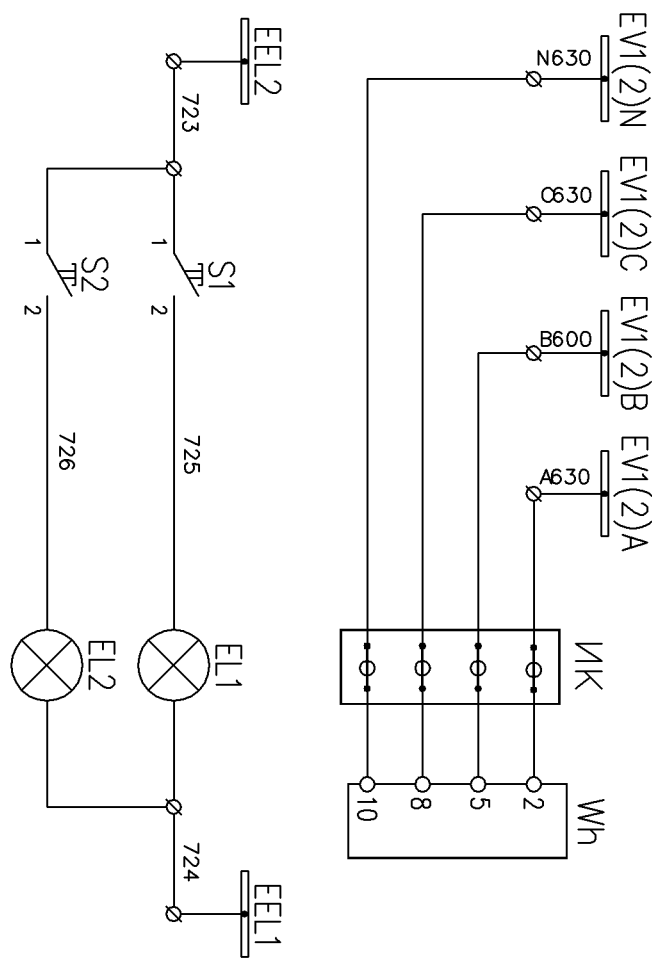 EEL2
723
1
2
S1
725
EL1
1
2
S2
726
EL2
724
EEL1
EV1(2)N
N630
EV1(2)C
C630
EV1(2)B
B600
EV1(2)A
A630
ИК
2
5
8
10
Wh